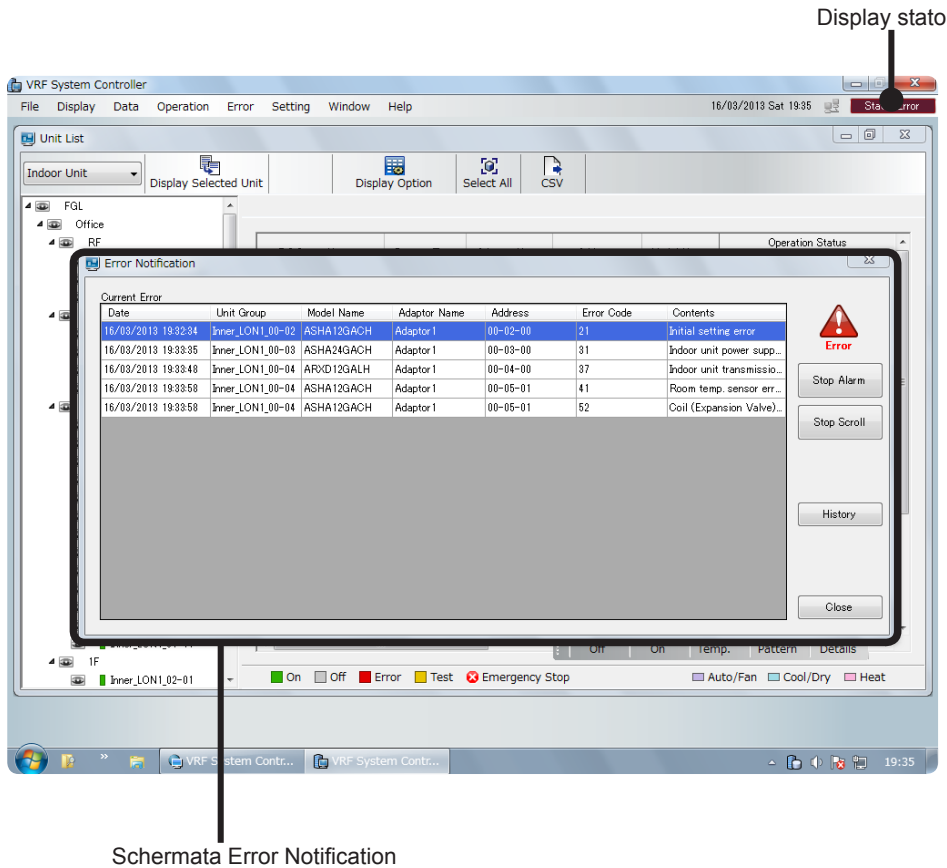 Display stato
VRF System Controller
File Display Data Operation Error Setting Window Help 16/03/2013 Sat 19:35
Unit List
Indoor Unit Display Selected Unit Display Option Select All CSV
FGL
Office
RF
Operation Status
Error Notification
Current Error
Date Unit Group Model Name Adaptor Name Address Error Code Contents
16/03/2013 19:32:34 Inner_LON1_00-02 ASHA12GACH Adaptor1 00-02-00 21 Initial setting error
16/03/2013 19:33:35 Inner_LON1_00-03 ASHA24GACH Adaptor1 00-03-00 31 Indoor unit power supp...
16/03/2013 19:33:48 Inner_LON1_00-04 ARXD12GALH Adaptor1 00-04-00 37 Indoor unit transmissio...
16/03/2013 19:33:58 Inner_LON1_00-04 ASHA12GACH Adaptor1 00-05-01 41 Room temp. sensor err...
16/03/2013 19:33:58 Inner_LON1_00-04 ASHA12GACH Adaptor1 00-05-01 52 Coil (Expansion Valve)...
Error
Stop Alarm
Stop Scroll
History
Close
Off On Temp. Pattern Details
1F
Inner_LON1_02-01
On Off Error Test Emergency Stop Auto/Fan Cool/Dry Heat
VRF System Contr... VRF System Contr... 19:35
Schermata Error Notification